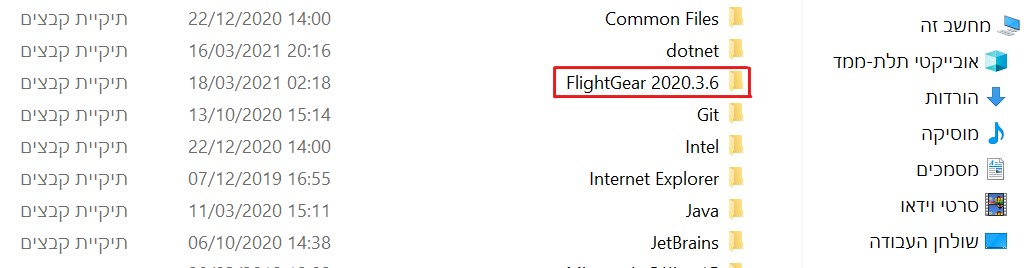 מחשב זה
אובייקטי תלת-ממד
הורדות
מוסיקה
מסמכים
סרטי וידאו
שולחן העבודה
Common Files 22/12/2020 14:00 תיקיית קבצים
dotnet 16/03/2021 20:16 תיקיית קבצים
FlightGear 2020.3.6 18/03/2021 02:18 תיקיית קבצים
Git 13/10/2020 15:14 תיקיית קבצים
Intel 22/12/2020 14:00 תיקיית קבצים
Internet Explorer 07/12/2019 16:55 תיקיית קבצים
Java 11/03/2020 15:11 תיקיית קבצים
JetBrains 06/10/2020 14:38 תיקיית קבצים